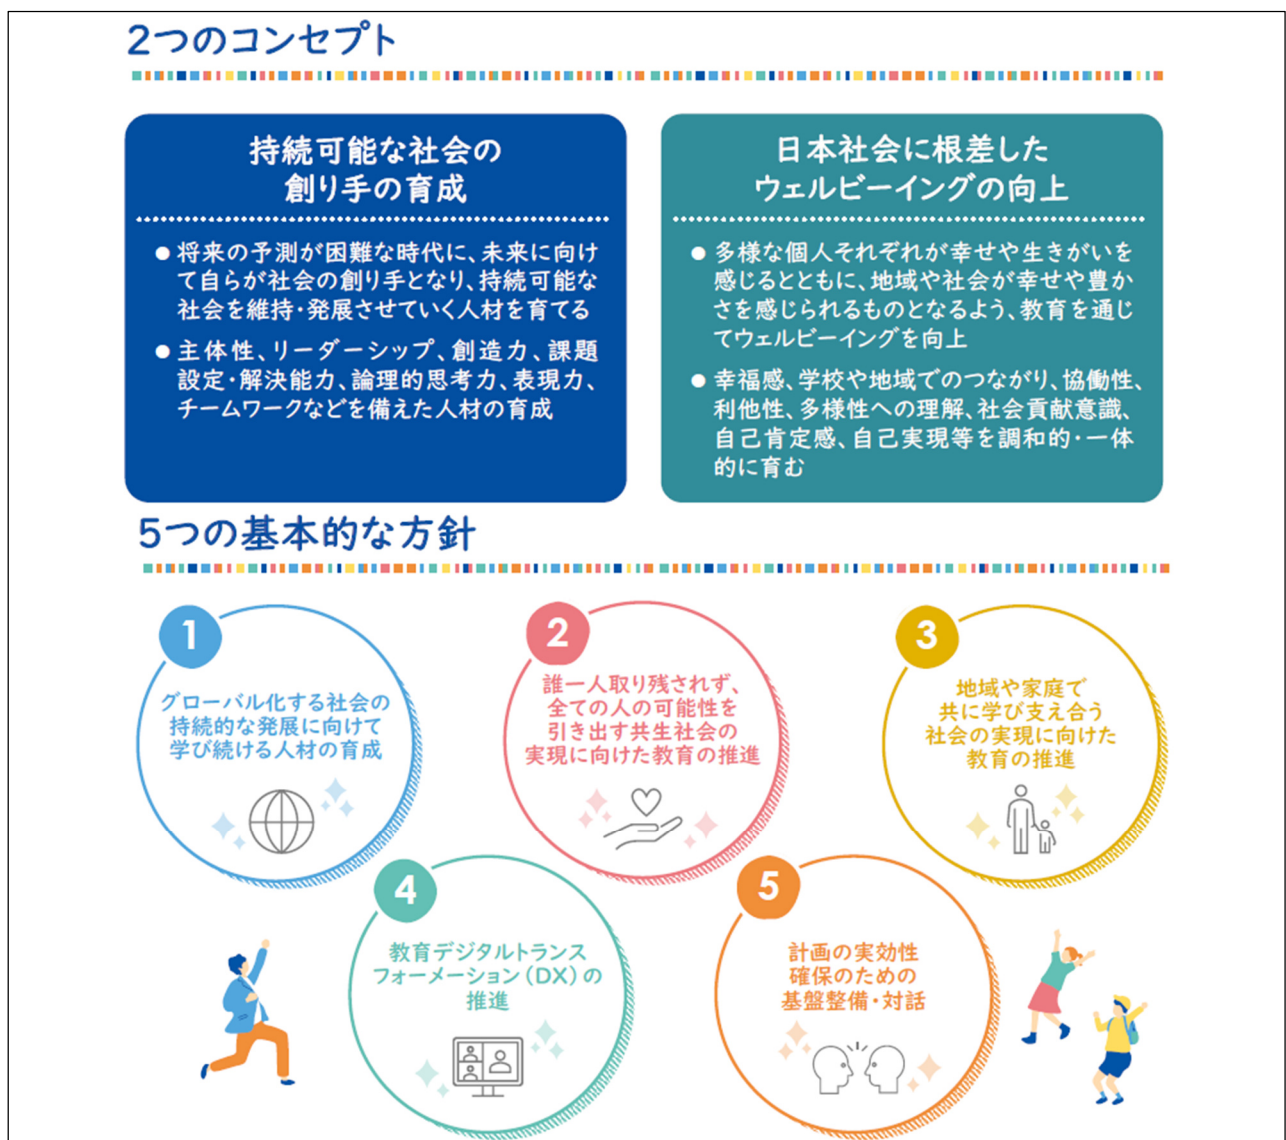 2つのコンセプト
持続可能な社会の
創り手の育成
● 将来の予測が困難な時代に、未来に向け
て自らが社会の創り手となり、持続可能な
社会を維持・発展させていく人材を育てる
● 主体性、リーダーシップ、創造力、課題
設定・解決能力、論理的思考力、表現力、
チームワークなどを備えた人材の育成
日本社会に根差した
ウェルビーイングの向上
● 多様な個人それぞれが幸せや生きがいを
感じるとともに、地域や社会が幸せや豊か
さを感じられるものとなるよう、教育を通じ
てウェルビーイングを向上
● 幸福感、学校や地域でのつながり、協働性、
利他性、多様性への理解、社会貢献意識、
自己肯定感、自己実現等を調和的・一体
的に育む
5つの基本的な方針
1
グローバル化する社会の
持続的な発展に向けて
学び続ける人材の育成
2
誰一人取り残されず、
全ての人の可能性を
引き出す共生社会の
実現に向けた教育の推進
3
地域や家庭で
共に学び支え合う
社会の実現に向けた
教育の推進
4
教育デジタルトランス
フォーメーション(DX)の
推進
5
計画の実効性
確保のための
基盤整備・対話